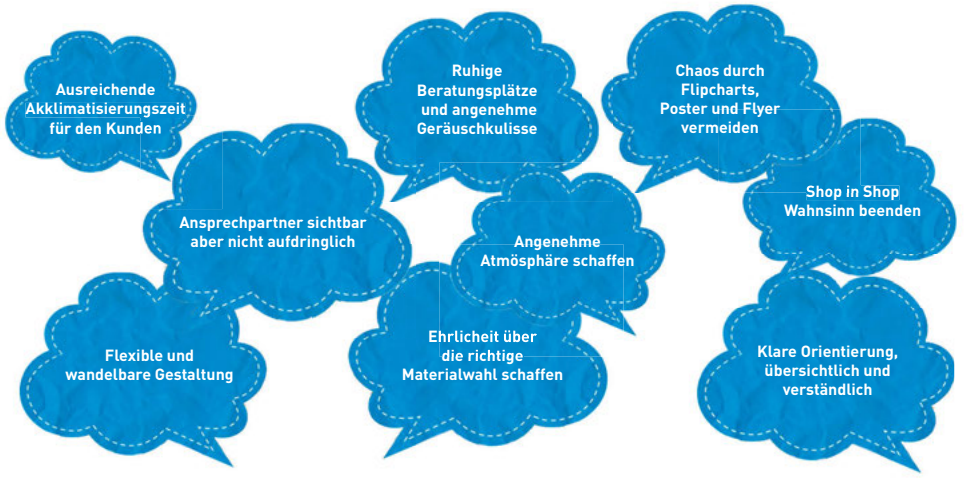 Ausreichende
Akklimatisierungszeit
für den Kunden
Ruhige
Beratungsplätze
und angenehme
Geräuschkulisse
Chaos durch
Flipcharts,
Poster und Flyer
vermeiden
Ansprechpartner sichtbar
aber nicht aufdringlich
Angenehme
Atmösphäre schaffen
Shop in Shop
Wahnsinn beenden
Flexible und
wandelbare Gestaltung
Ehrlicheit über
die richtige
Materialwahl schaffen
Klare Orientierung,
übersichtlich und
verständlich